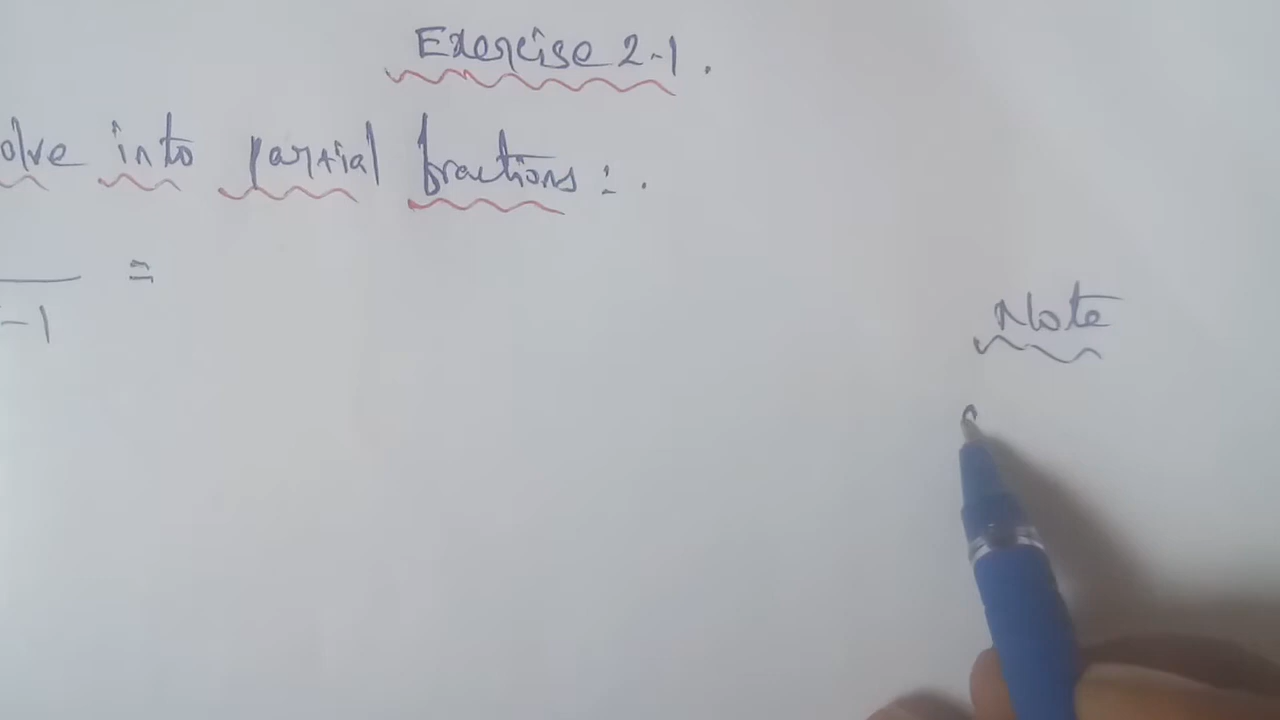 Exercise 2-1.
olve into partial fractions:.
=
-1
Note